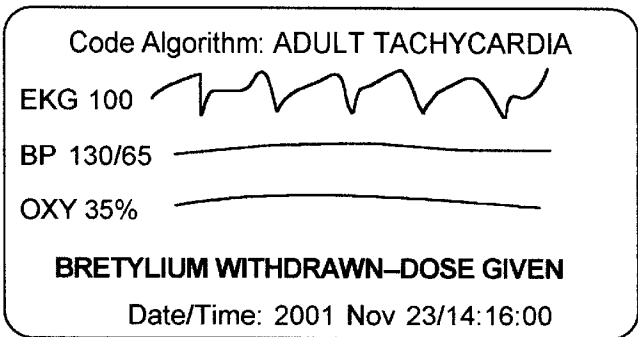 Code Algorithm: ADULT TACHYCARDIA
EKG 100
BP 130/65
OXY 35%
BRETYLIUM WITHDRAWN–DOSE GIVEN
Date/Time: 2001 Nov 23/14:16:00